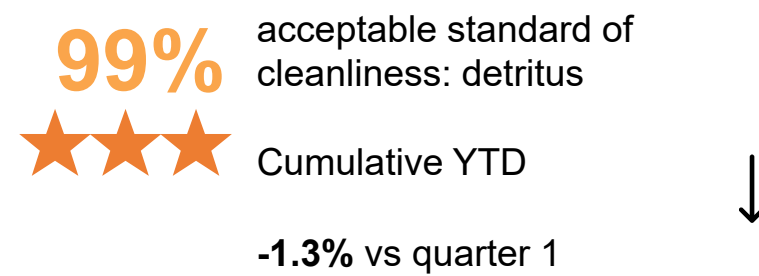 99%
acceptable standard of
cleanliness: detritus
Cumulative YTD
-1.3% vs quarter 1